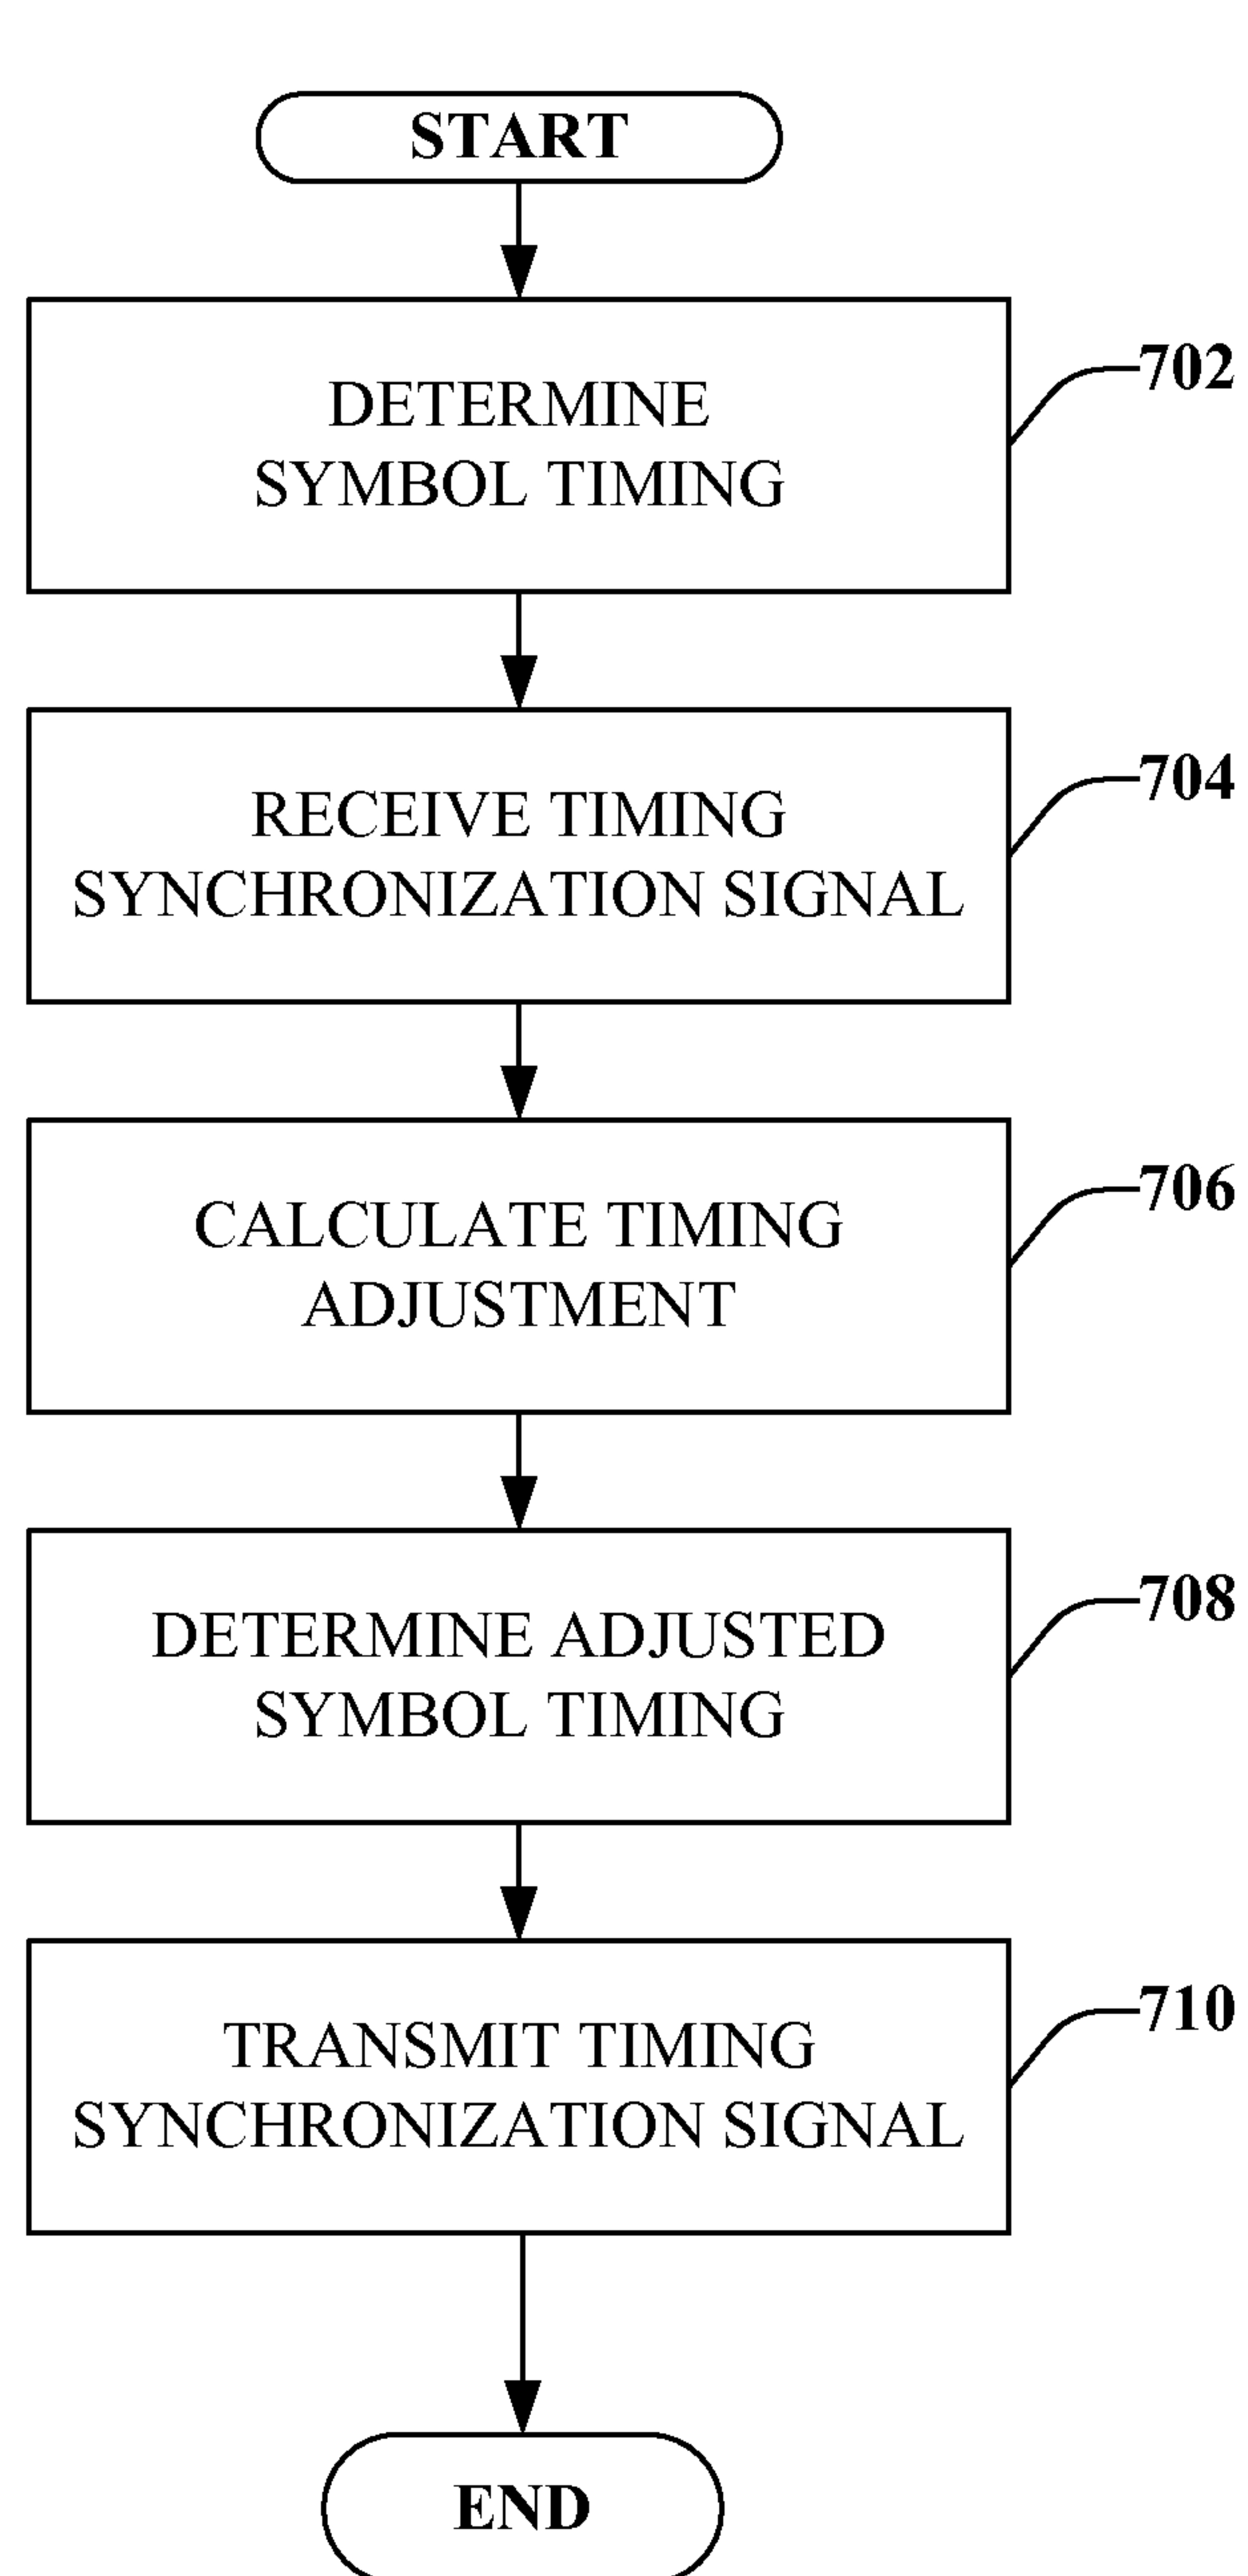 START
DETERMINE
SYMBOL TIMING
702
RECEIVE TIMING
SYNCHRONIZATION SIGNAL
704
CALCULATE TIMING
ADJUSTMENT
706
DETERMINE ADJUSTED
SYMBOL TIMING
708
TRANSMIT TIMING
SYNCHRONIZATION SIGNAL
710
END